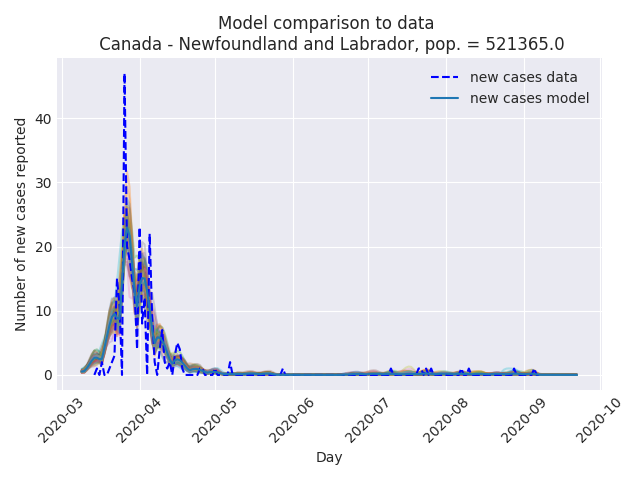 Model comparison to data
Canada - Newfoundland and Labrador, pop. = 521365.0
new cases data
new cases model
Number of new cases reported
40
30
20
10
0
2020-03
2020-04
2020-05
2020-06
2020-07
2020-08
2020-09
2020-10
Day